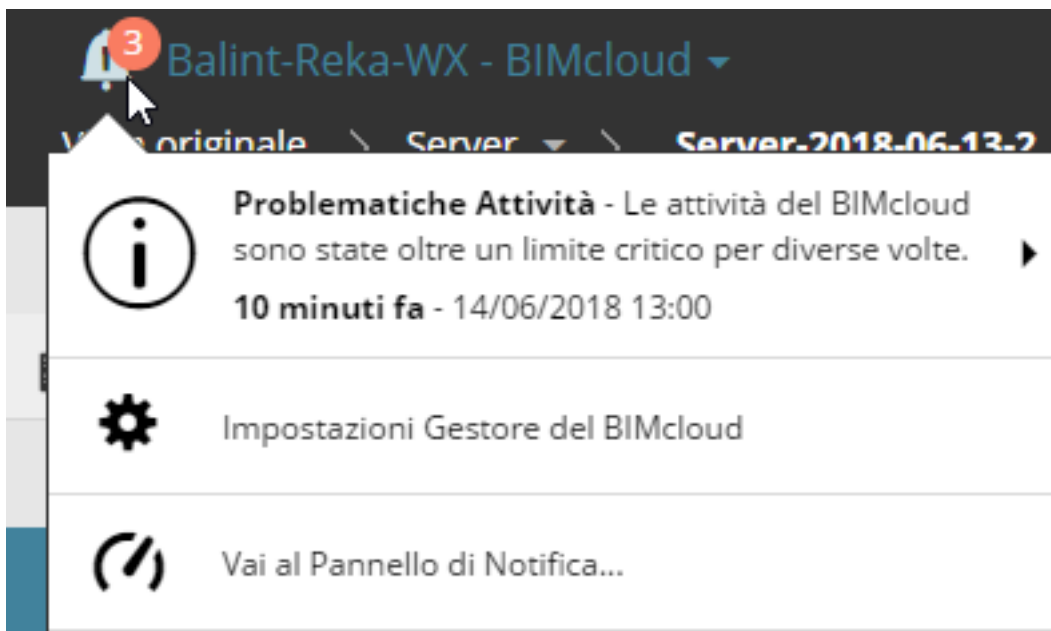 3
Balint-Reka-WX - BIMcloud
originale > Server > Server-2018-06-13-2
Problematiche Attività - Le attività del BIMcloud
sono state oltre un limite critico per diverse volte.
10 minuti fa - 14/06/2018 13:00
Impostazioni Gestore del BIMcloud
Vai al Pannello di Notifica...